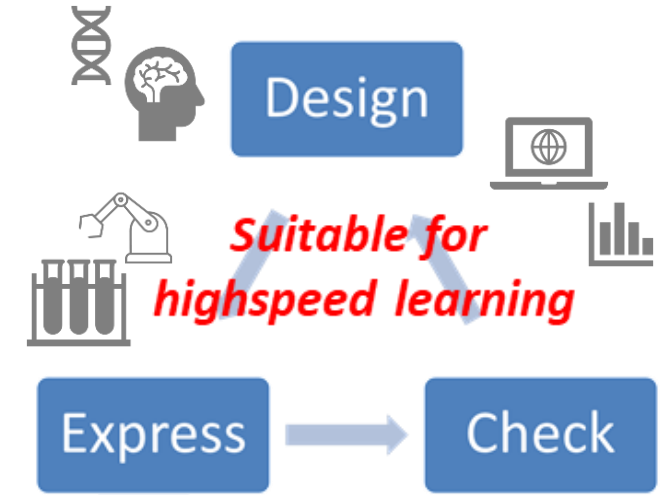 Design
Suitable for
highspeed learning
Express
Check